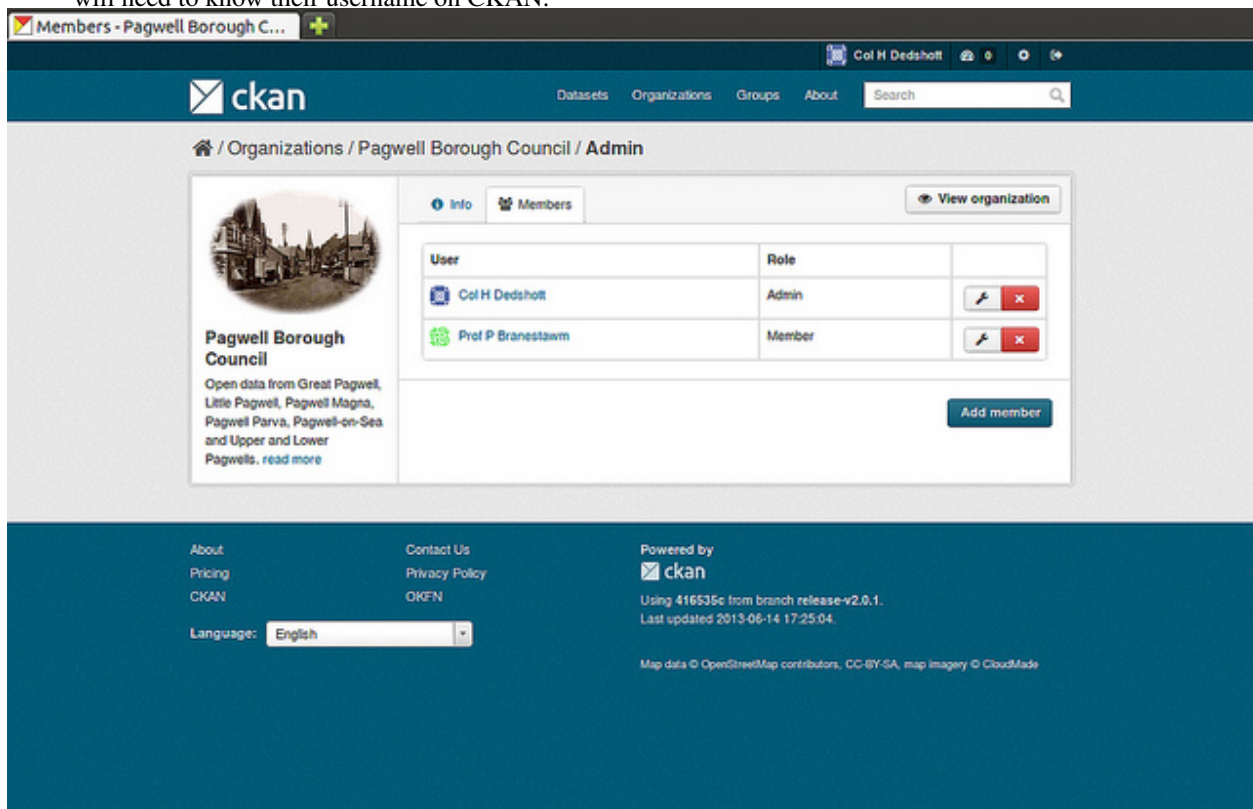 will need to know their username on CKAN.
Members - Pagwell Borough C...
Col H Dedshott 0
ckan
Datasets Organizations Groups About Search
/ Organizations / Pagwell Borough Council / Admin
Info Members View organization
User Role
Col H Dedshott Admin
Prof P Branestawm Member
Add member
Pagwell Borough
Council
Open data from Great Pagwell,
Little Pagwell, Pagwell Magna,
Pagwell Parva, Pagwell-on-Sea
and Upper and Lower
Pagwells. read more
About Contact Us Powered by
Pricing Privacy Policy ckan
CKAN OKFN Using 416535c from branch release-v2.0.1.
Last updated 2013-06-14 17:25:04.
Language: English
Map data © OpenStreetMap contributors, CC-BY-SA, map imagery © CloudMade